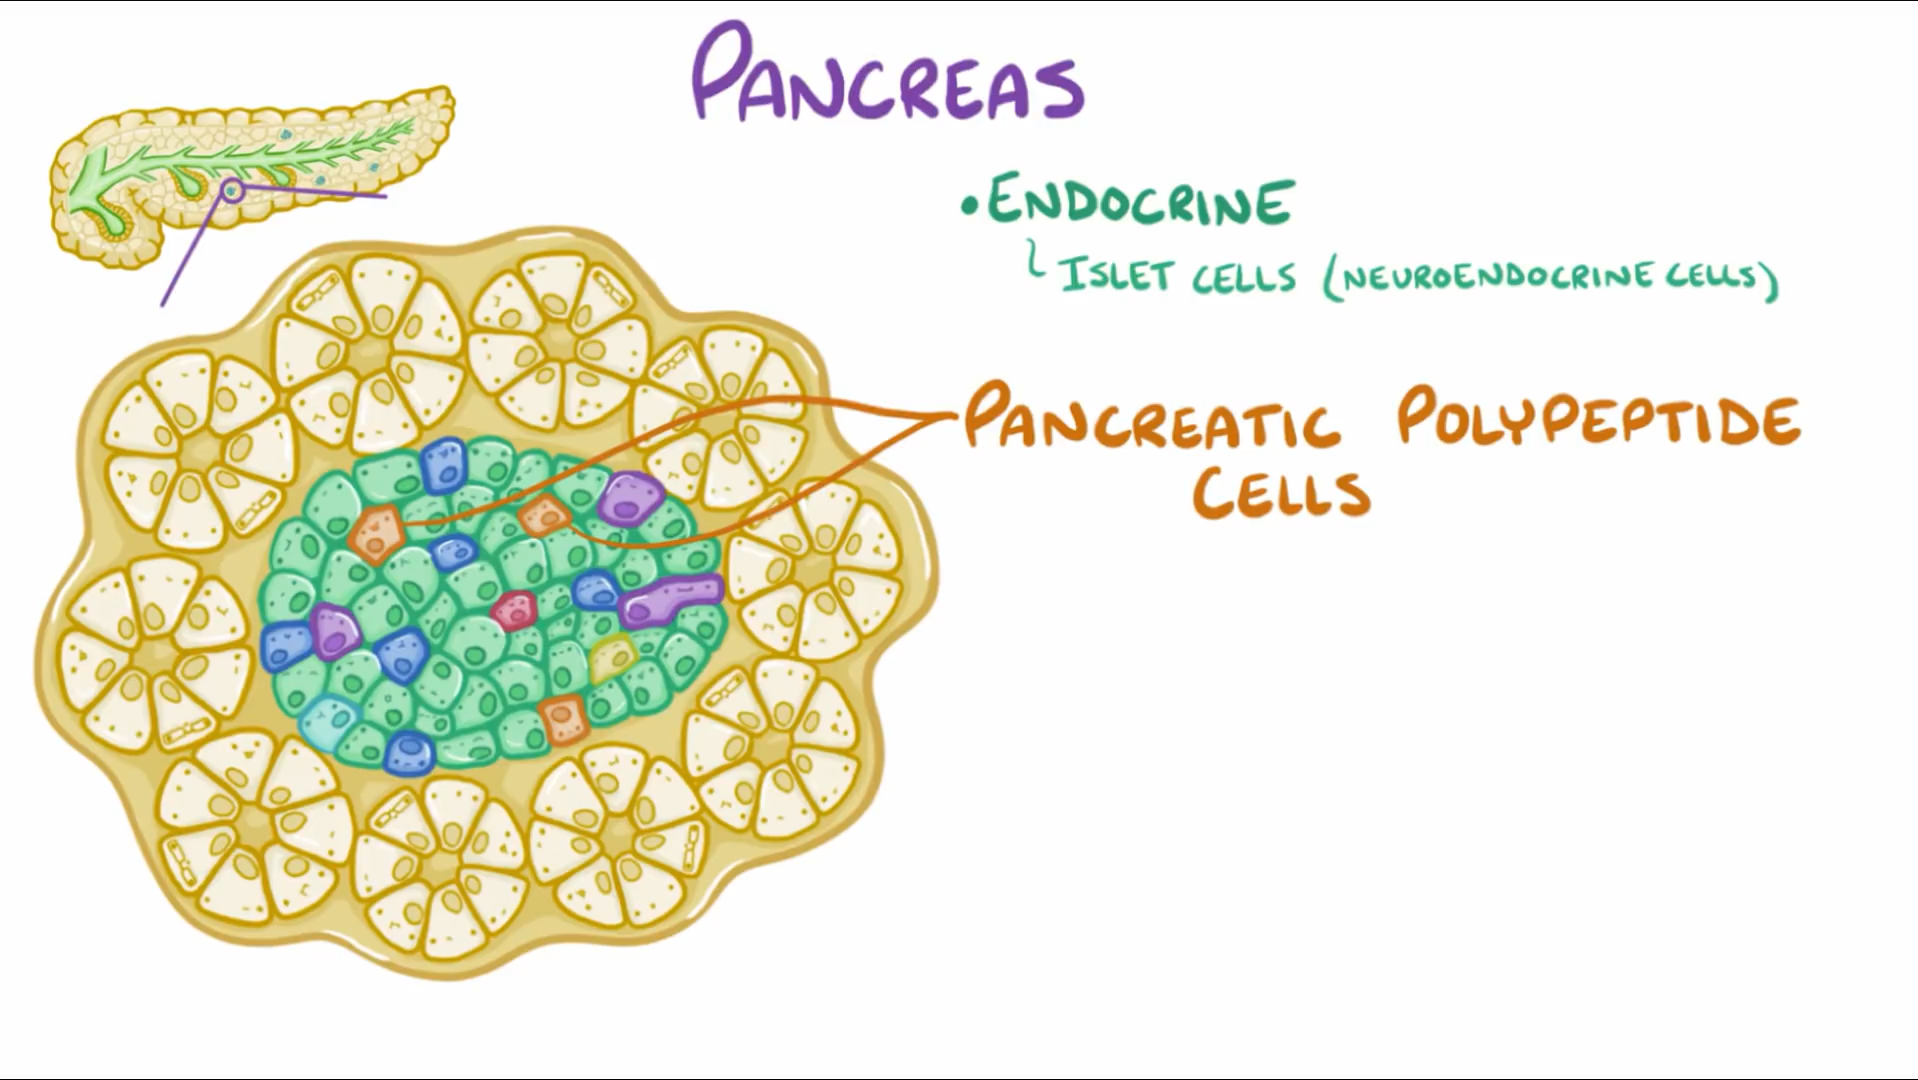 PANCREAS
• ENDOCRINE
ISLET CELLS (NEUROENDOCRINE CELLS)
PANCREATIC POLYPEPTIDE
CELLS